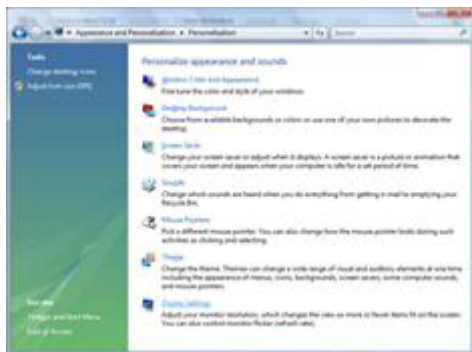 Appearance and Personalization ▸ Personalization
Search
Tasks
Change desktop icons
Adjust font size (DPI)
Personalize appearance and sounds
Window Color and Appearance
Fine tune the color and style of your windows.
Desktop Background
Choose from available backgrounds or colors or use one of your own pictures to decorate the
desktop.
Screen Saver
Change your screen saver or adjust when it displays. A screen saver is a picture or animation that
covers your screen and appears when your computer is idle for a set period of time.
Sounds
Change which sounds are heard when you do everything from getting e-mail to emptying your
Recycle Bin.
Mouse Pointers
Pick a different mouse pointer. You can also change how the mouse pointer looks during such
activities as clicking and selecting.
Theme
Change the theme. Themes can change a wide range of visual and auditory elements at one time
including the appearance of menus, icons, backgrounds, screen savers, some computer sounds,
and mouse pointers.
Display Settings
Adjust your monitor resolution, which changes the view so more or fewer items fit on the screen.
You can also control monitor flicker (refresh rate).
See also
Taskbar and Start Menu
Ease of Access